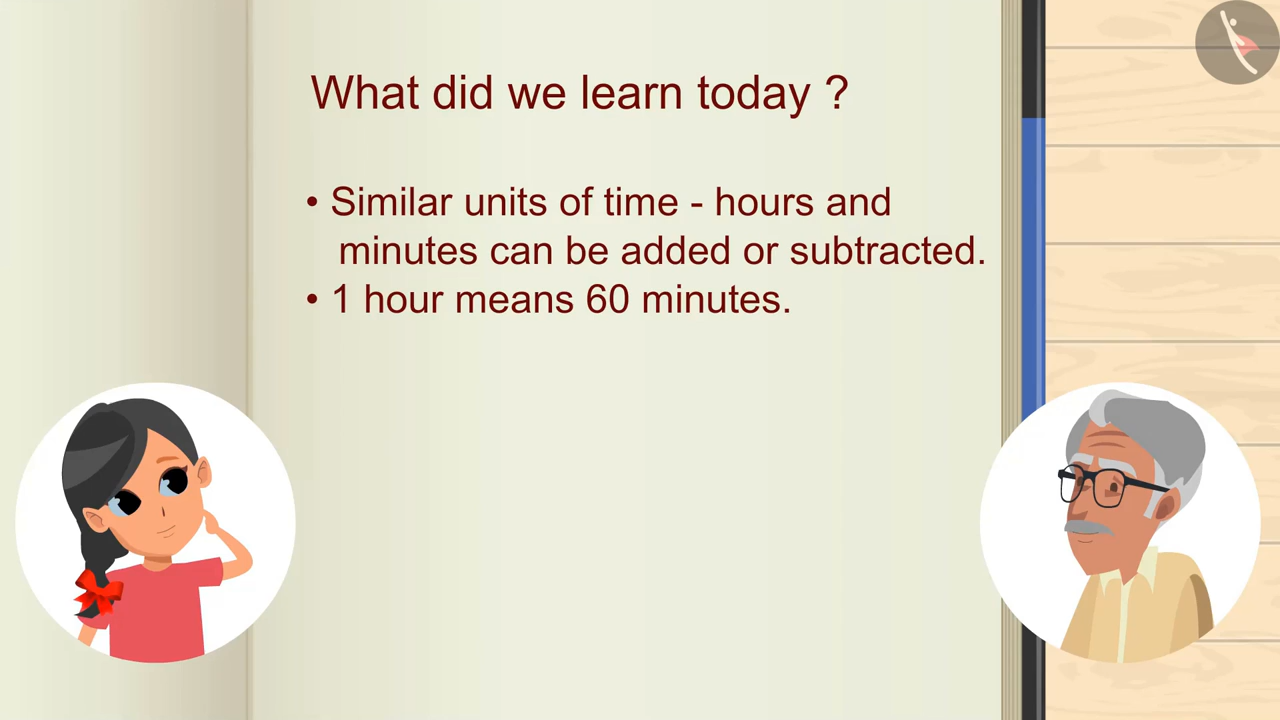 What did we learn today ?
• Similar units of time - hours and
minutes can be added or subtracted.
• 1 hour means 60 minutes.